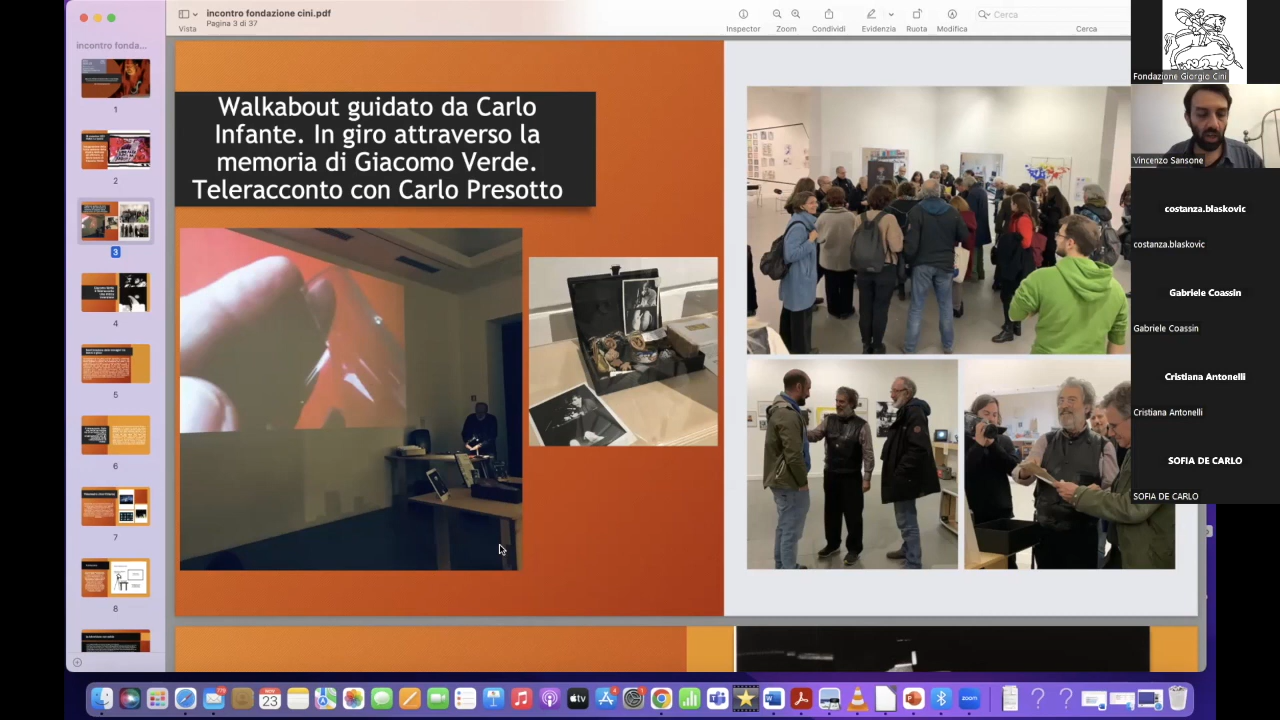 incontro fondazione cini.pdf
Pagina 3 di 37
Vista
Inspector
Zoom
Condividi
Evidenzia
Ruota
Modifica
Cerca
Cerca
incontro fonda...
1
2
3
4
5
6
7
8
Walkabout guidato da Carlo
Infante. In giro attraverso la
memoria di Giacomo Verde.
Teleracconto con Carlo Presotto
Fondazione Giorgio Cini
Vincenzo Sansone
costanza.blaskovic
costanza.blaskovic
Gabriele Coassin
Gabriele Coassin
Cristiana Antonelli
Cristiana Antonelli
SOFIA DE CARLO
SOFIA DE CARLO
NOV
23
tv
zoom